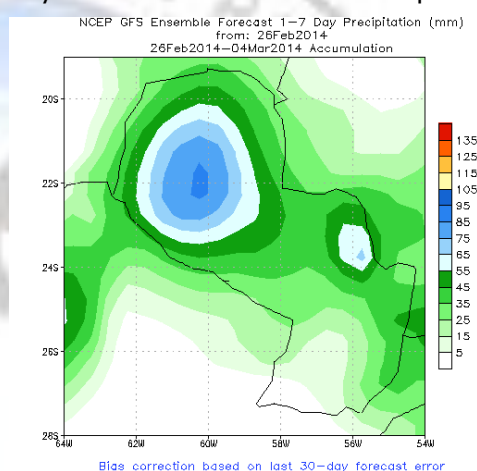 NCEP GFS Ensemble Forecast 1–7 Day Precipitation (mm)
from: 26Feb2014
26Feb2014–04Mar2014 Accumulation
20S
22S
24S
26S
28S
64W 62W 60W 58W 56W 54W
135
125
115
105
95
85
75
65
55
45
35
25
15
5
Bias correction based on last 30–day forecast error